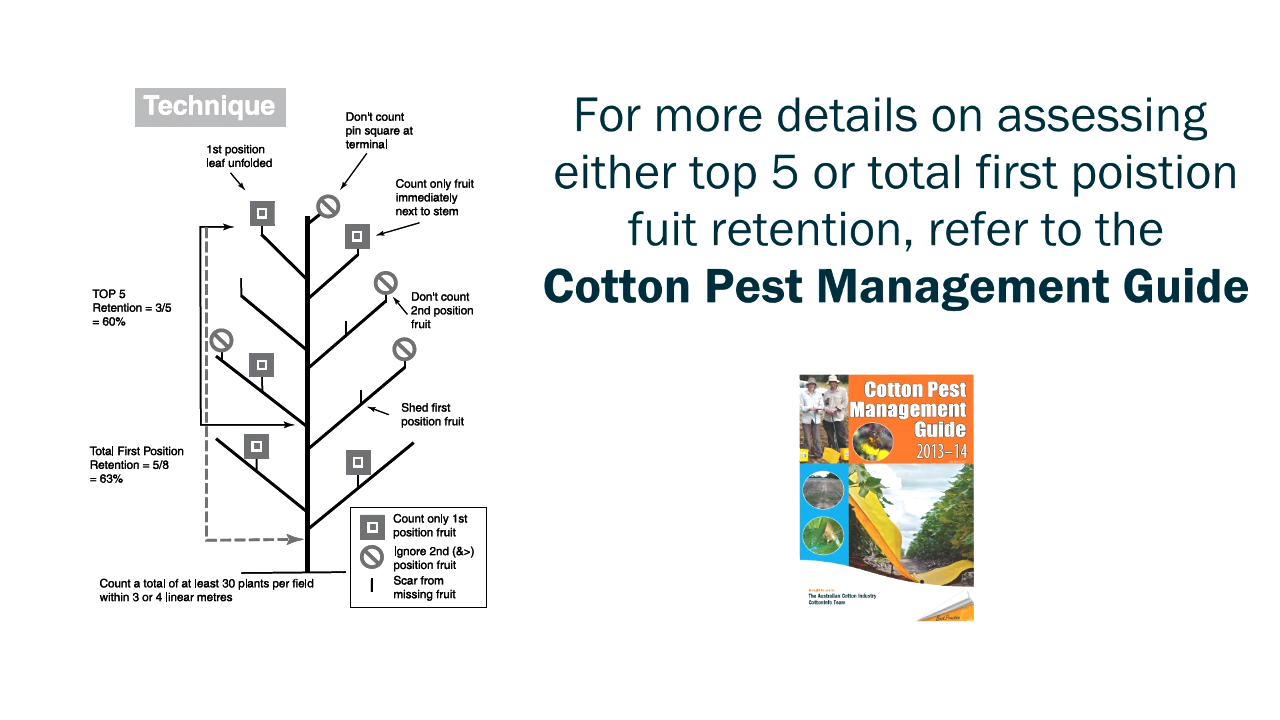 Technique
Don't count
pin square at
terminal
1st position
leaf unfolded
Count only fruit
immediately
next to stem
TOP 5
Retention = 3/5
= 60%
Don't count
2nd position
fruit
Shed first
position fruit
Total First Position
Retention = 5/8
= 63%
Count only 1st
position fruit
Ignore 2nd (&>)
position fruit
Scar from
missing fruit
Count a total of at least 30 plants per field
within 3 or 4 linear metres
For more details on assessing
either top 5 or total first poistion
fuit retention, refer to the
Cotton Pest Management Guide
Cotton Pest
Management
Guide
2013–14
The Australian Cotton Industry
CottonInfo Team